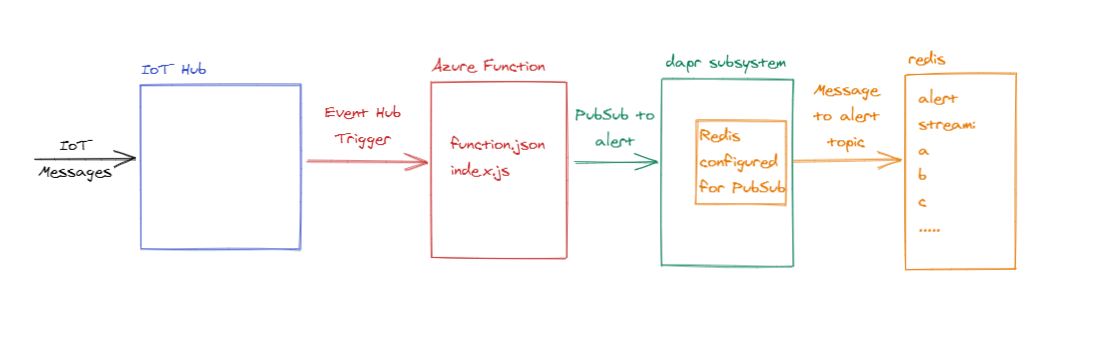 IoT Hub
Azure Function
dapr subsystem
redis
IoT
Messages
Event Hub
Trigger
function.json
index.js
PubSub to
alert
Redis
configured
for PubSub
Message
to alert
topic
alert
stream:
a
b
c
.....